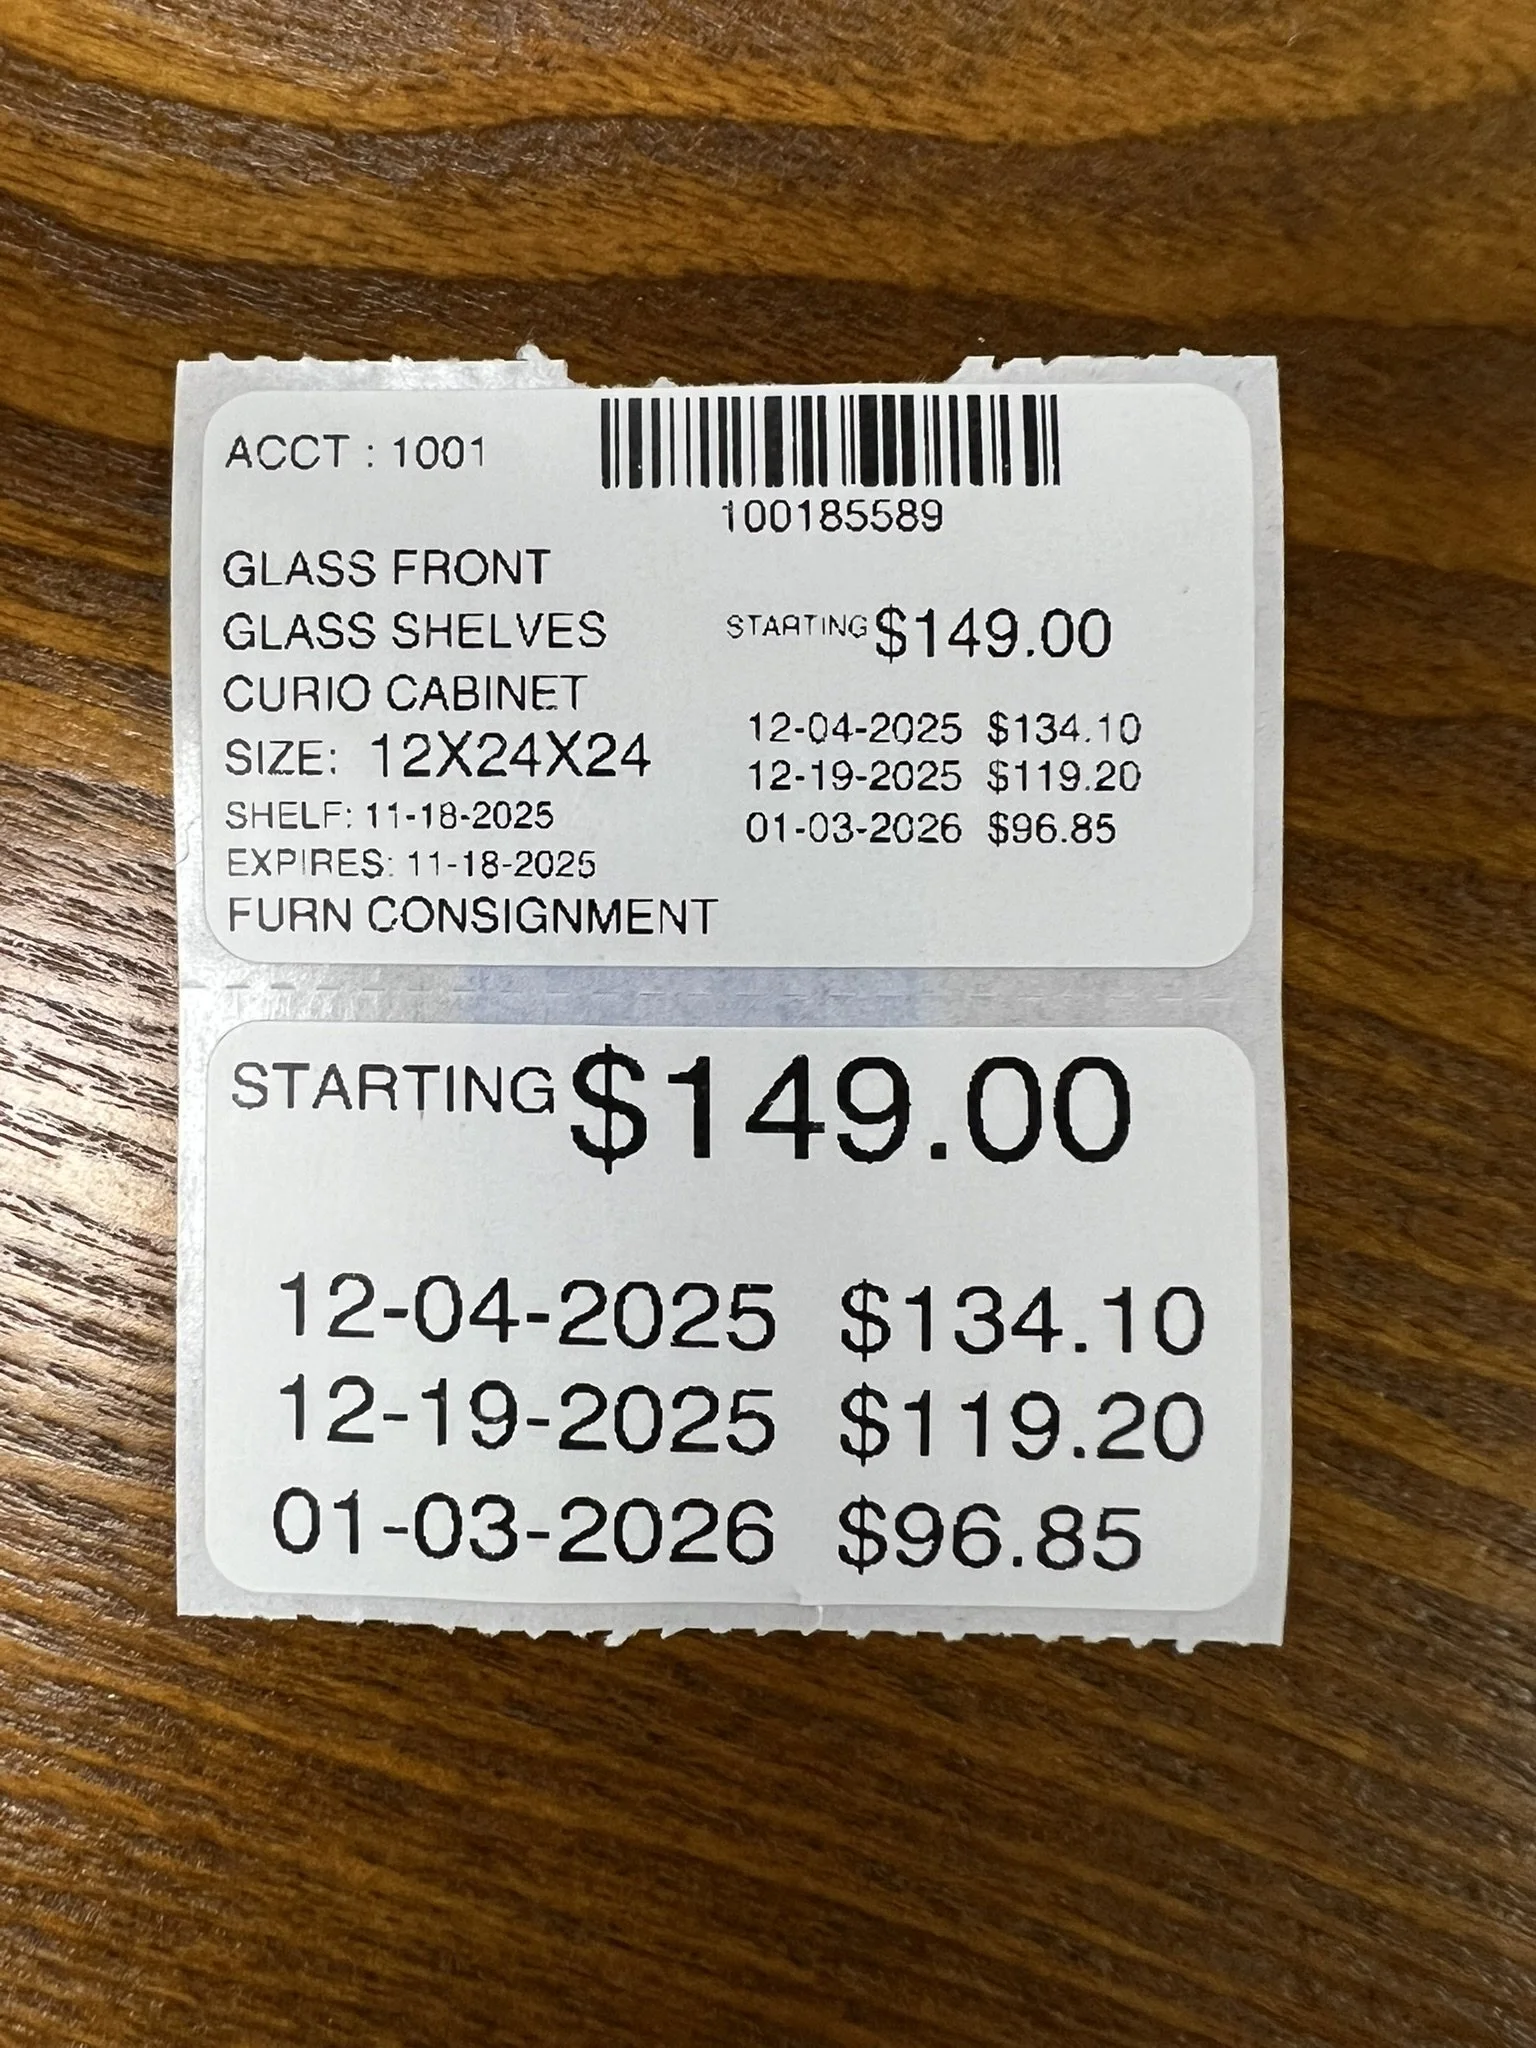 ACCT : 1001
100185589
GLASS FRONT
GLASS SHELVES
CURIO CABINET
SIZE: 12X24X24
SHELF: 11-18-2025
EXPIRES: 11-18-2025
FURN CONSIGNMENT
STARTING $149.00
12-04-2025 $134.10
12-19-2025 $119.20
01-03-2026 $96.85
STARTING $149.00
12-04-2025 $134.10
12-19-2025 $119.20
01-03-2026 $96.85